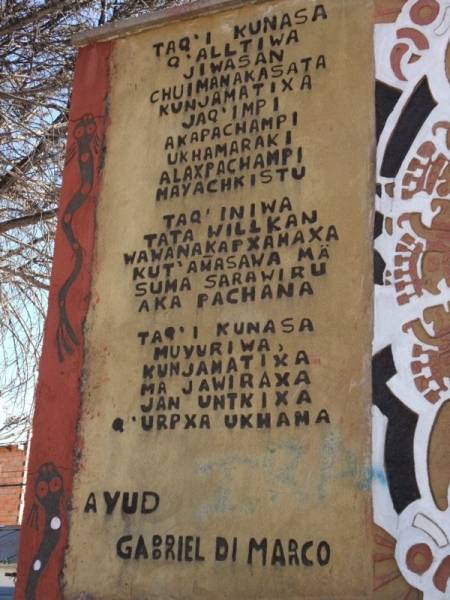 TAQ'I KUNASA
Q'ALLTIWA
JIWASAN
CHUIMANAKASATA
KUNJAMATIXA
JAQ'IMPI
AKAPACHAMPI
UKHAMARAKI
ALAXPACHAMPI
MAYACHKISTU
TAQ'INIWA
TATA WILLKAN
WAWANAKAPXAMAXA
KUT'AÑASAWA MÄ
SUMA SARAWIRU
AKA PACHANA
TAQ'I KUNASA
MUYURIWA,
KUNJAMATIXA
MA JAWIRAXA
JAN UNTKIXA
Q'URPXA UKHAMA
AYUD
GABRIEL DI MARCO